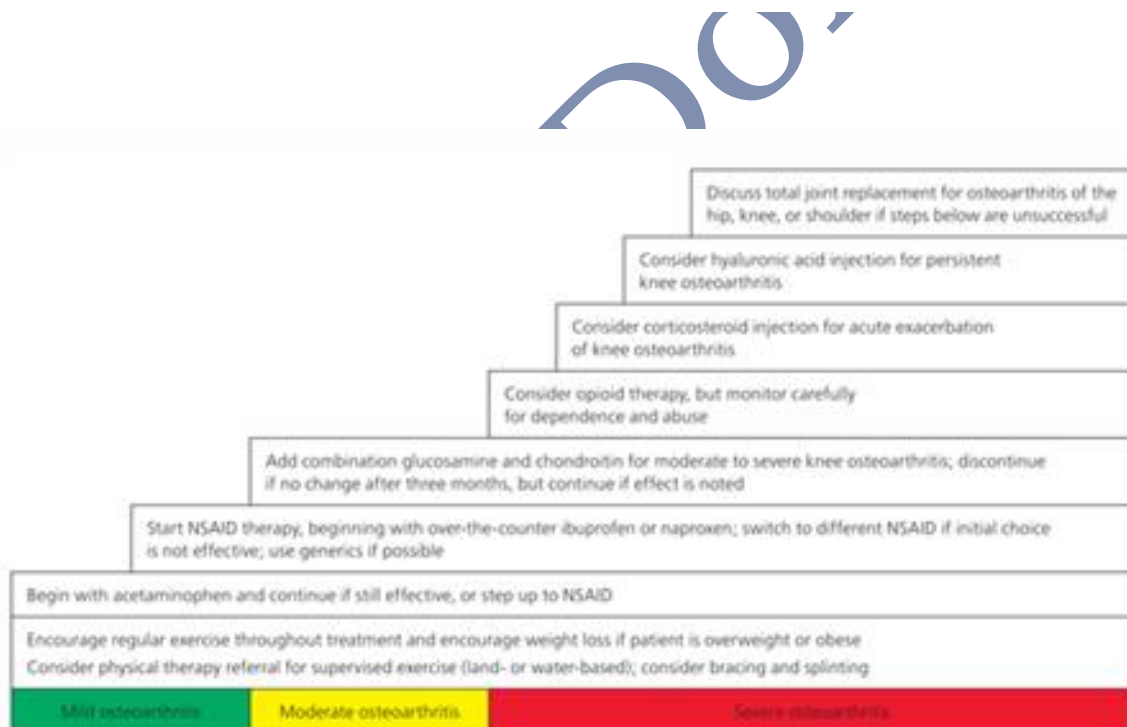 Discuss total joint replacement for osteoarthritis of the
hip, knee, or shoulder if steps below are unsuccessful
Consider hyaluronic acid injection for persistent
knee osteoarthritis
Consider corticosteroid injection for acute exacerbation
of knee osteoarthritis
Consider opioid therapy, but monitor carefully
for dependence and abuse
Add combination glucosamine and chondroitin for moderate to severe knee osteoarthritis; discontinue
if no change after three months, but continue if effect is noted
Start NSAID therapy, beginning with over-the-counter ibuprofen or naproxen; switch to different NSAID if initial choice
is not effective; use generics if possible
Begin with acetaminophen and continue if still effective, or step up to NSAID
Encourage regular exercise throughout treatment and encourage weight loss if patient is overweight or obese
Consider physical therapy referral for supervised exercise (land- or water-based); consider bracing and splinting
Mild osteoarthritis Moderate osteoarthritis Severe osteoarthritis